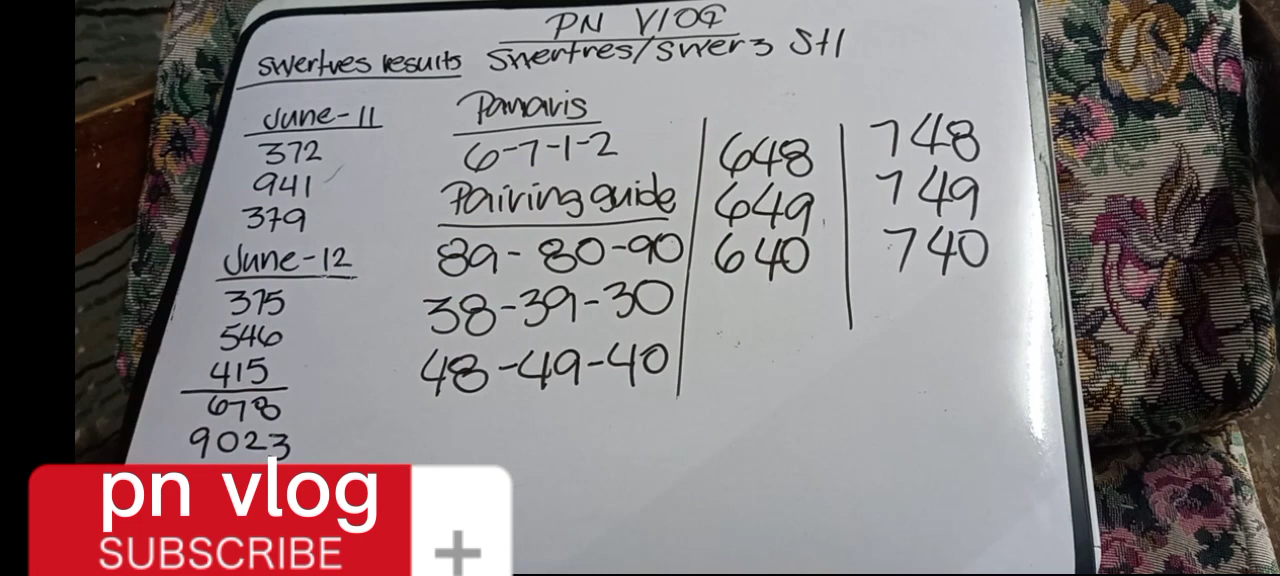 PN VlOG
swertres results Swertres/swer3 Stl
June-11
372
941
379
June-12
375
546
415
678
9023
Pamaris
6-7-1-2
Pairing guide
89-80-90
38-39-30
48-49-40
648
649
640
748
749
740
pn vlog
SUBSCRIBE
+